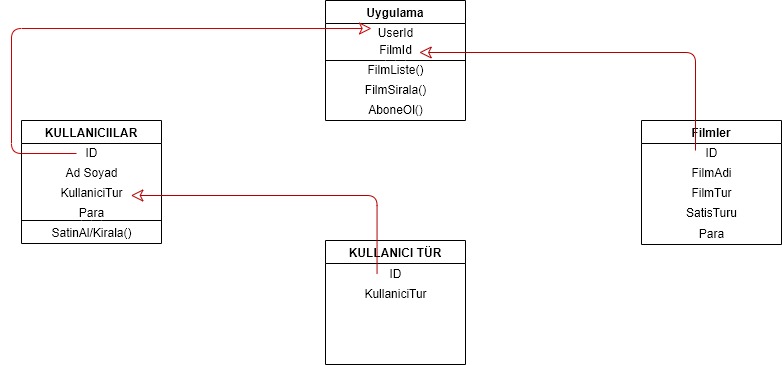 Uygulama
UserId
FilmId
FilmListe()
FilmSirala()
AboneOl()
KULLANICIILAR
ID
Ad Soyad
KullaniciTur
Para
SatinAl/Kirala()
Filmler
ID
FilmAdi
FilmTur
SatisTuru
Para
KULLANICI TÜR
ID
KullaniciTur